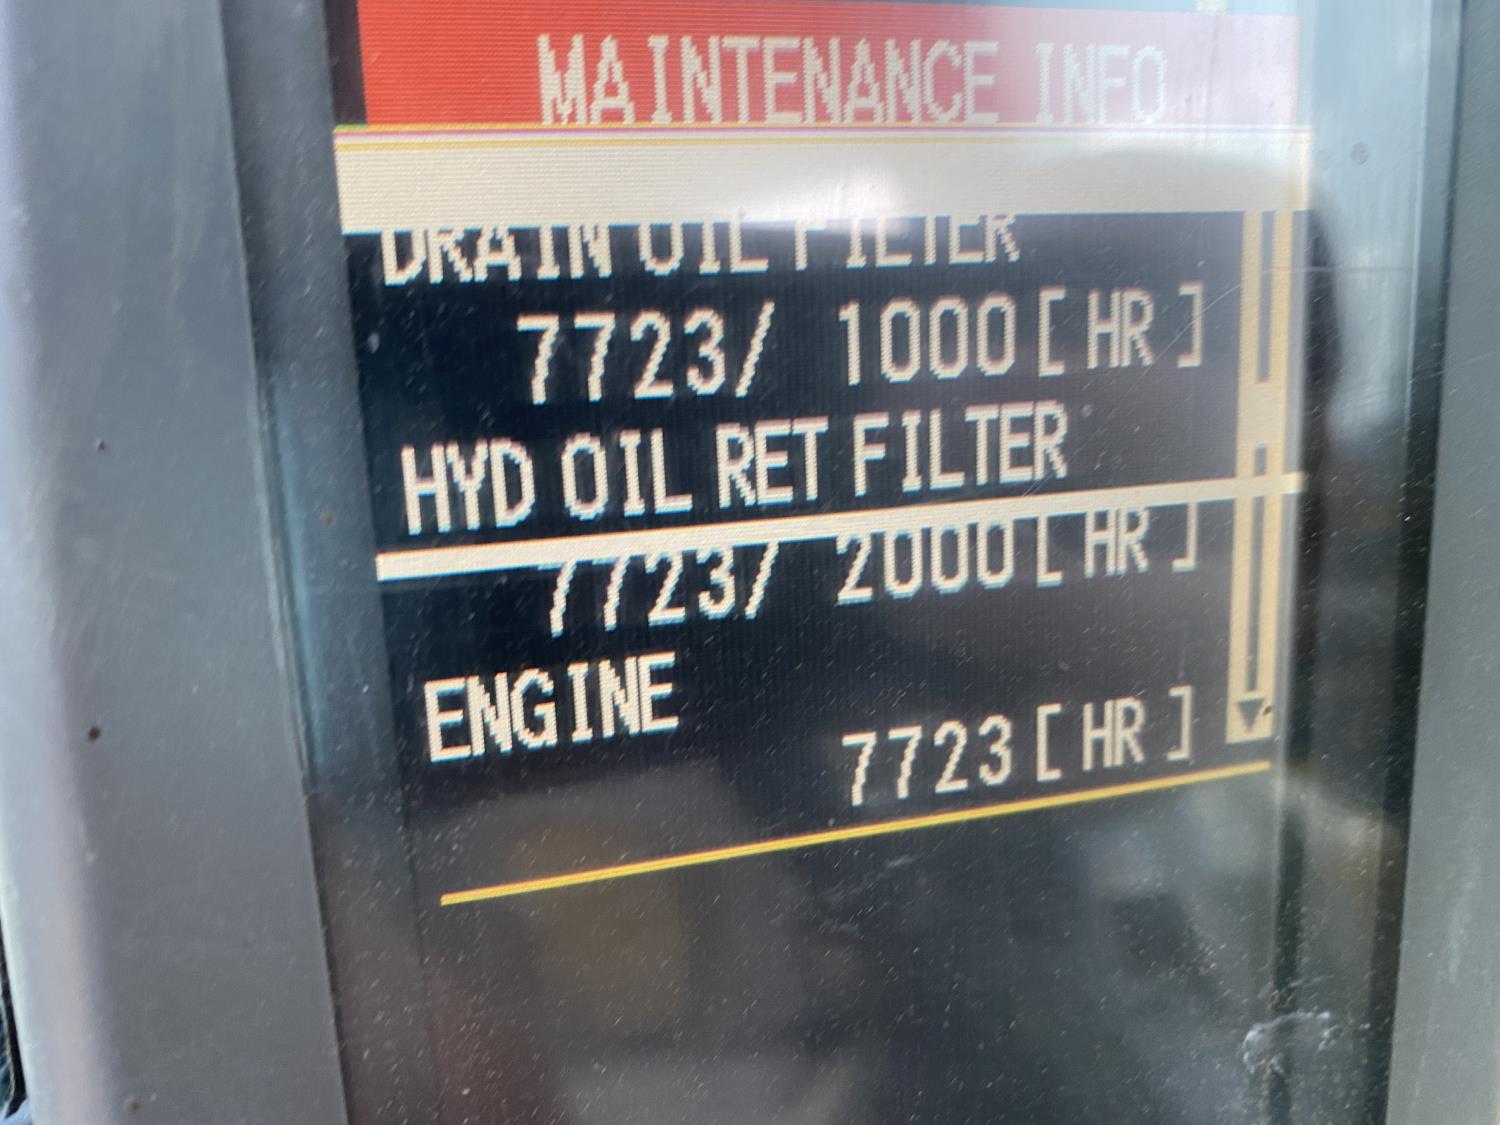 MAINTENANCE INFO
DRAIN OIL FILTER
7723/ 1000[ HR ]
HYD OIL RET FILTER
7723/ 2000[ HR ]
ENGINE
7723[ HR ]